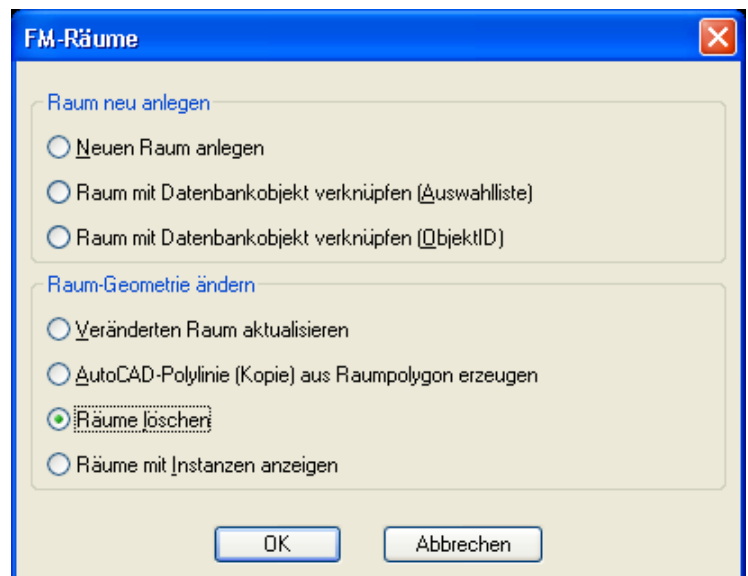 FM-Räume
Raum neu anlegen
Neuen Raum anlegen
Raum mit Datenbankobjekt verknüpfen (Auswahlliste)
Raum mit Datenbankobjekt verknüpfen (ObjektID)
Raum-Geometrie ändern
Veränderten Raum aktualisieren
AutoCAD-Polylinie (Kopie) aus Raumpolygon erzeugen
Räume löschen
Räume mit Instanzen anzeigen
OK Abbrechen